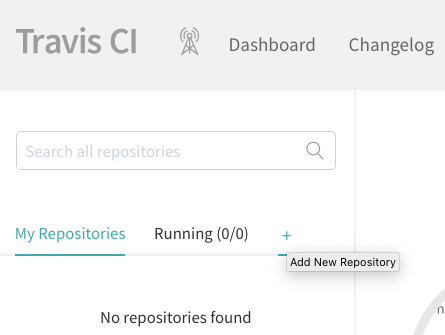 Travis CI Dashboard Changelog
Search all repositories
My Repositories Running (0/0) +
Add New Repository
No repositories found